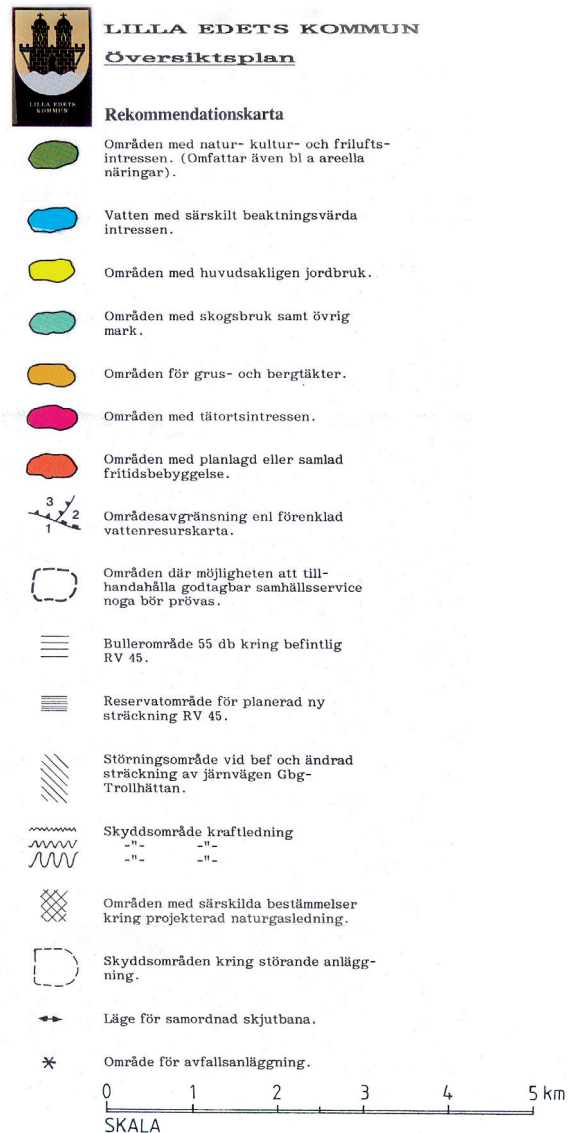 LILLA EDETS KOMMUN
Översiktsplan
LILLA EDETS
KOMMUN
Rekommendationskarta
Områden med natur- kultur- och frilufts-
intressen. (Omfattar även bl a areella
näringar).
Vatten med särskilt beaktningsvärda
intressen.
Områden med huvudsakligen jordbruk.
Områden med skogsbruk samt övrig
mark.
Områden för grus- och bergtäkter.
Områden med tätortsintressen.
Områden med planlagd eller samlad
fritidsbebyggelse.
3
2
1
Områdesavgränsning enl förenklad
vattenresurskarta.
Områden där möjligheten att till-
handahålla godtagbar samhällsservice
noga bör prövas.
Bullerområde 55 db kring befintlig
RV 45.
Reservatområde för planerad ny
sträckning RV 45.
Störningsområde vid bef och ändrad
sträckning av järnvägen Gbg-
Trollhättan.
Skyddsområde kraftledning
-"- -"-
-"- -"-
Områden med särskilda bestämmelser
kring projekterad naturgasledning.
Skyddsområden kring störande anlägg-
ning.
Läge för samordnad skjutbana.
Område för avfallsanläggning.
0 1 2 3 4 5 km
SKALA